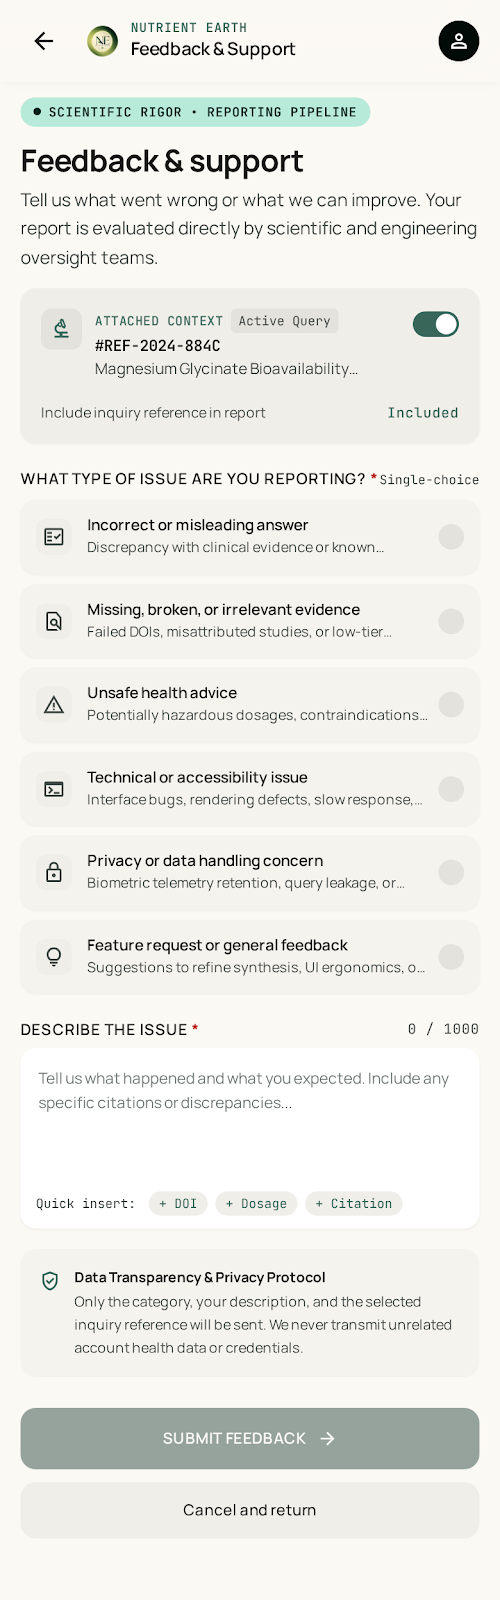 NUTRIENT EARTH
Feedback & Support
SCIENTIFIC RIGOR • REPORTING PIPELINE
Feedback & support
Tell us what went wrong or what we can improve. Your
report is evaluated directly by scientific and engineering
oversight teams.
ATTACHED CONTEXT Active Query
#REF-2024-884C
Magnesium Glycinate Bioavailability...
Include inquiry reference in report Included
WHAT TYPE OF ISSUE ARE YOU REPORTING? * Single-choice
Incorrect or misleading answer
Discrepancy with clinical evidence or known...
Missing, broken, or irrelevant evidence
Failed DOIs, misattributed studies, or low-tier...
Unsafe health advice
Potentially hazardous dosages, contraindications...
Technical or accessibility issue
Interface bugs, rendering defects, slow response,...
Privacy or data handling concern
Biometric telemetry retention, query leakage, or...
Feature request or general feedback
Suggestions to refine synthesis, UI ergonomics, o...
DESCRIBE THE ISSUE * 0 / 1000
Tell us what happened and what you expected. Include any
specific citations or discrepancies...
Quick insert: + DOI + Dosage + Citation
Data Transparency & Privacy Protocol
Only the category, your description, and the selected
inquiry reference will be sent. We never transmit unrelated
account health data or credentials.
SUBMIT FEEDBACK →
Cancel and return